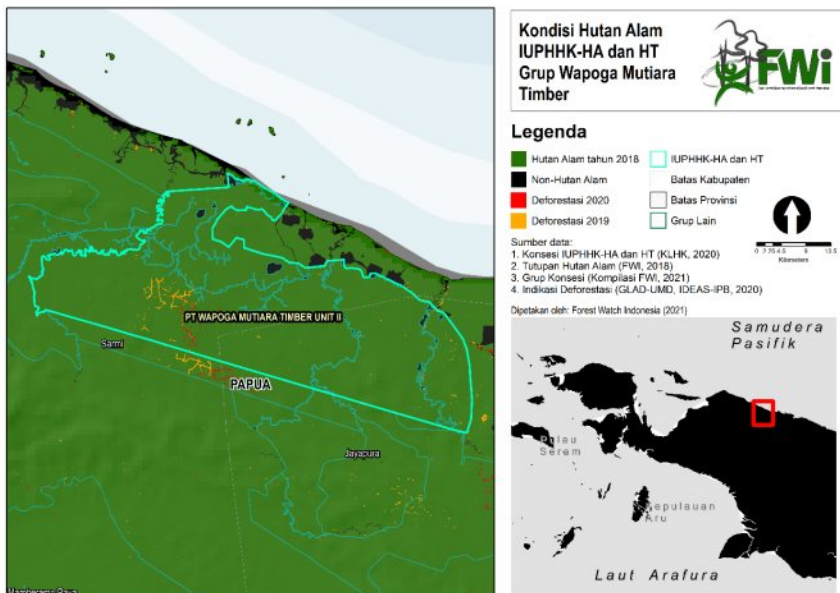 Kondisi Hutan Alam
IUPHHK-HA dan HT
Grup Wapoga Mutiara
Timber
FWi
Legenda
Hutan Alam tahun 2018
Non-Hutan Alam
Deforestasi 2020
Deforestasi 2019
IUPHHK-HA dan HT
Batas Kabupaten
Batas Provinsi
Grup Lain
Sumber data:
1. Konsesi IUPHHK-HA dan HT (KLHK, 2020)
2. Tutupan Hutan Alam (FWI, 2018)
3. Grup Konsesi (Kompilasi FWI, 2021)
4. Indikasi Deforestasi (GLAD-UMD, IDEAS-IPB, 2020)
Dipetakan oleh: Forest Watch Indonesia (2021)
Kilometers
PT WAPOGA MUTIARA TIMBER UNIT II
Sarmi
PAPUA
Jayapura
Mamberamo Raya
Samudera
Pasifik
Pulau
Seram
Kepulauan
Aru
Laut Arafura